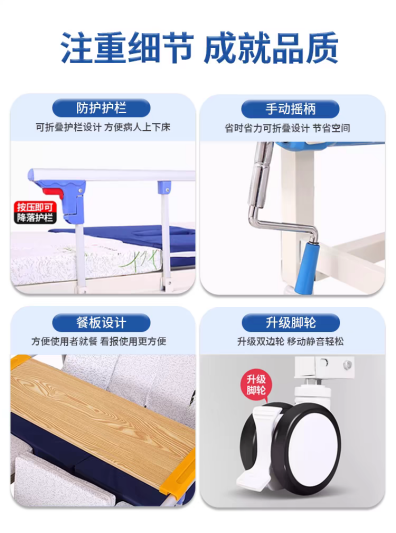 注重细节 成就品质
防护护栏
可折叠护栏设计 方便病人上下床
按压即可
降落护栏
手动摇柄
省时省力可折叠设计 节省空间
餐板设计
方便使用者就餐 看报使用更方便
升级脚轮
升级双边轮 移动静音轻松
升级
脚轮